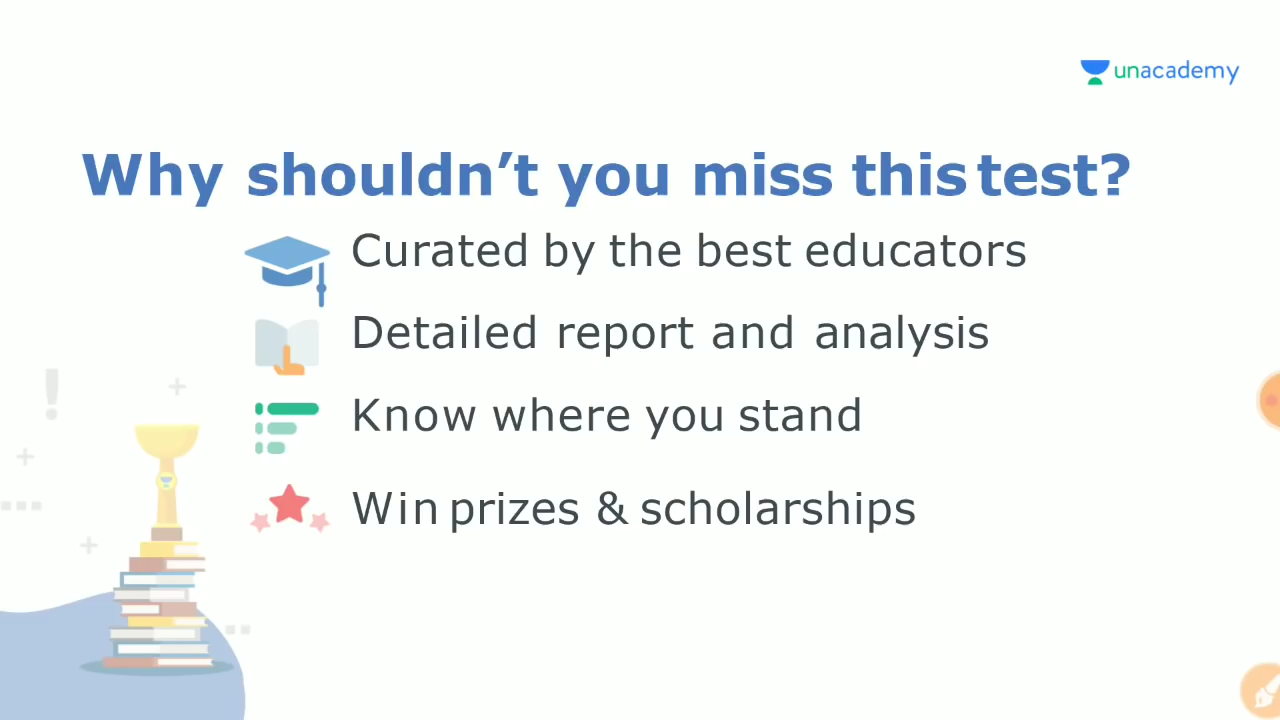 unacademy
Why shouldn’t you miss this test?
Curated by the best educators
Detailed report and analysis
Know where you stand
Win prizes & scholarships